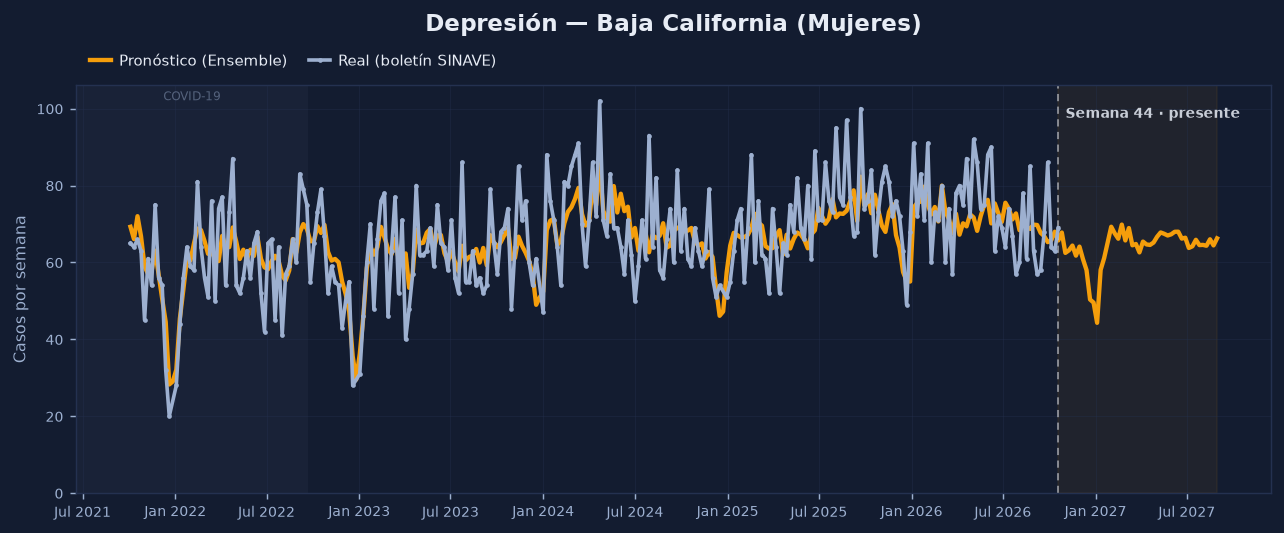 Depresión — Baja California (Mujeres)
Pronóstico (Ensemble)
Real (boletín SINAVE)
COVID-19
Semana 44 · presente
Casos por semana
100
80
60
40
20
0
Jul 2021
Jan 2022
Jul 2022
Jan 2023
Jul 2023
Jan 2024
Jul 2024
Jan 2025
Jul 2025
Jan 2026
Jul 2026
Jan 2027
Jul 2027